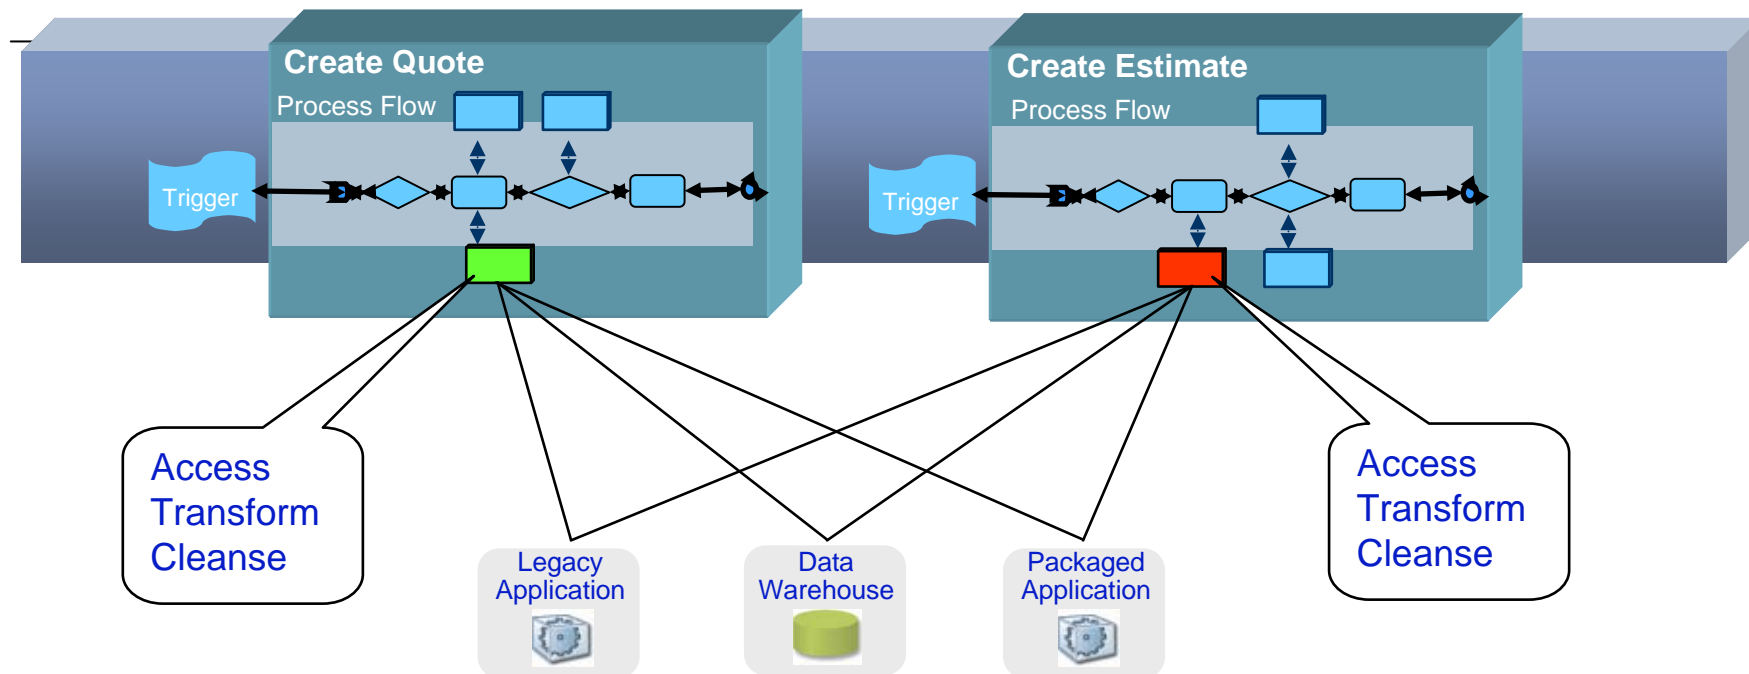 Create Quote
Process Flow
Trigger
Create Estimate
Process Flow
Trigger
Access
Transform
Cleanse
Legacy
Application
Data
Warehouse
Packaged
Application
Access
Transform
Cleanse